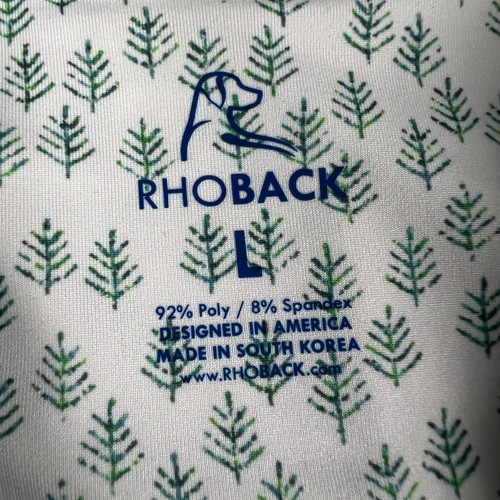 RHOBACK
L
92% Poly / 8% Spandex
DESIGNED IN AMERICA
MADE IN SOUTH KOREA
www.RHOBACK.com